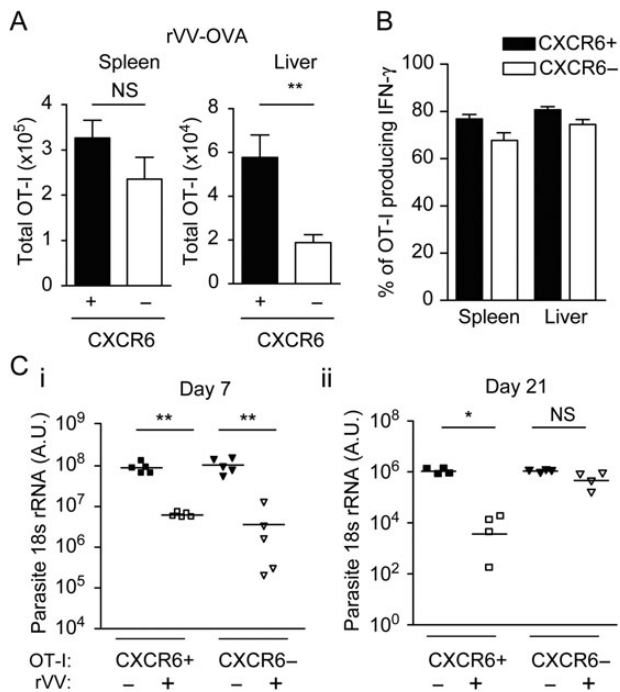 A
rVV-OVA
Spleen
Liver
NS
**
Total OT-I (x10⁵)
4
3
2
1
0
Total OT-I (x10⁴)
8
6
4
2
0
+ –
+ –
CXCR6
CXCR6
B
CXCR6+
CXCR6–
% of OT-I producing IFN-γ
100
80
60
40
20
0
Spleen Liver
C
i
Day 7
** **
Parasite 18s rRNA (A.U.)
10⁹
10⁸
10⁷
10⁶
10⁵
10⁴
ii
Day 21
* NS
Parasite 18s rRNA (A.U.)
10⁸
10⁶
10⁴
10²
10⁰
OT-I: CXCR6+ CXCR6– CXCR6+ CXCR6–
rVV: – + – + – + – +